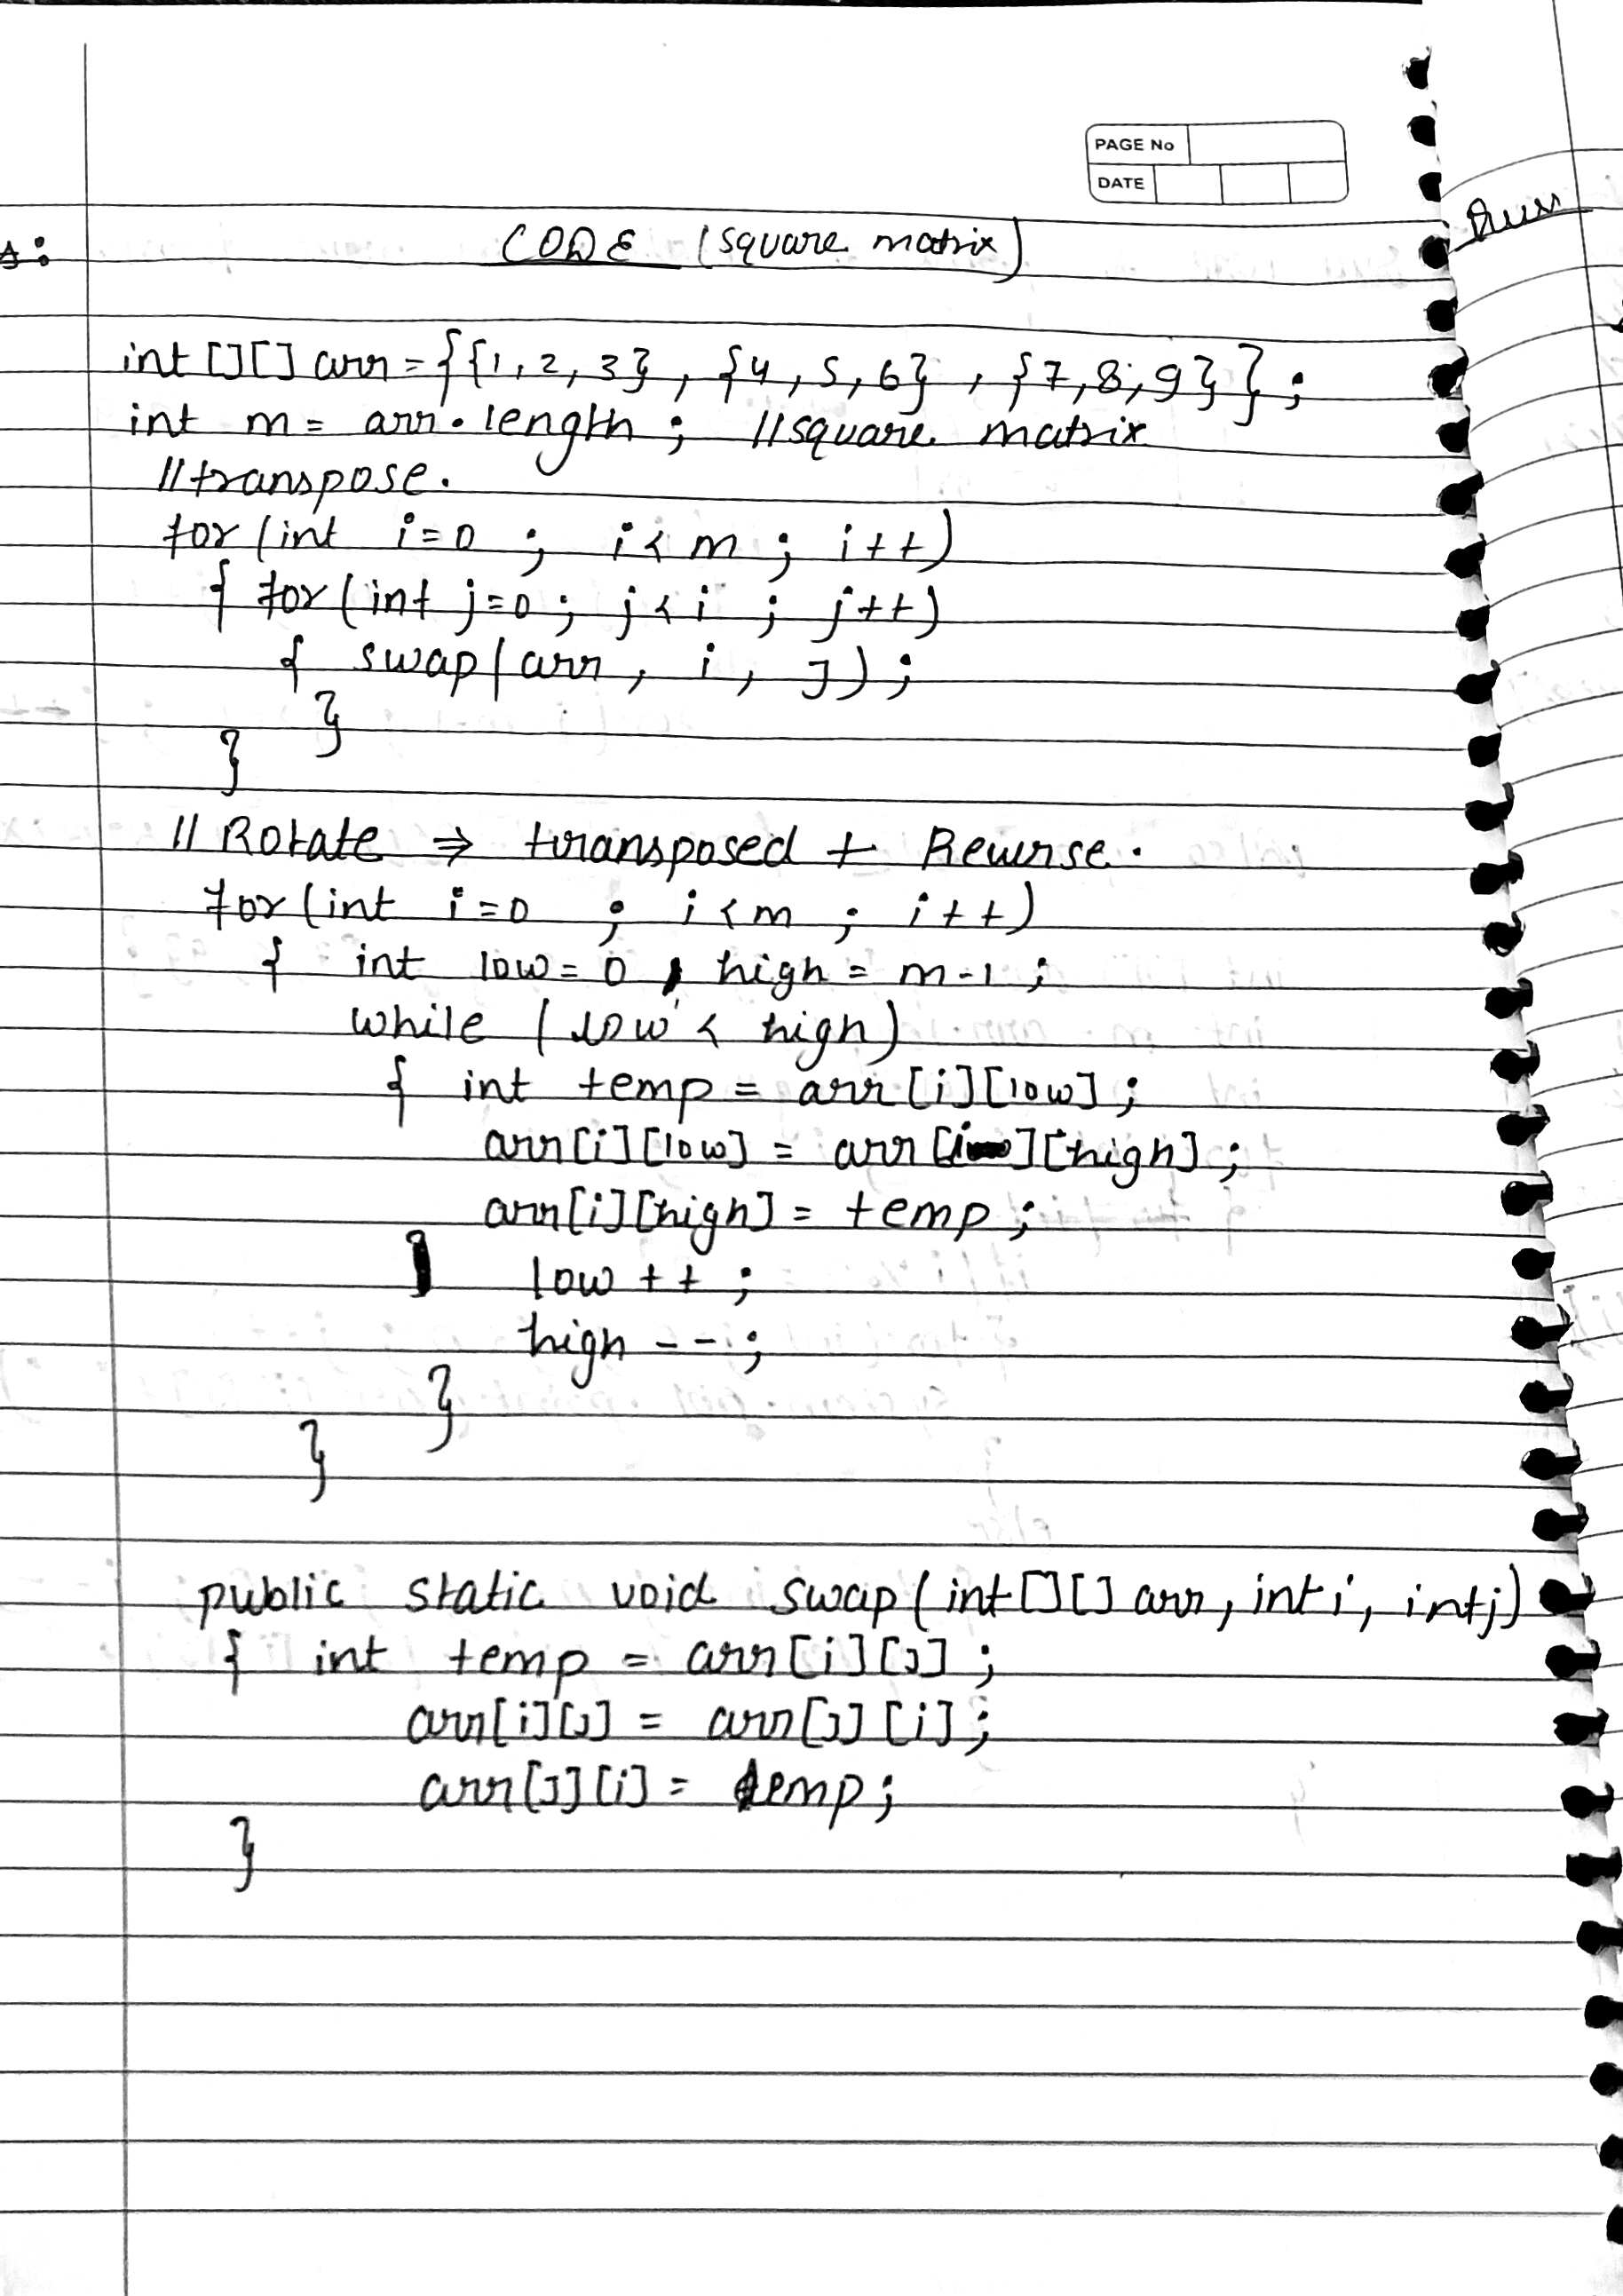 PAGE No
DATE
CODE (square matrix)
int [][] arr = {{1, 2, 3}, {4, 5, 6}, {7, 8, 9}};
int m = arr.length; //square matrix
//transpose.
for (int i=0 ; i < m ; i++)
{ for (int j=0 ; j < i ; j++)
{ swap(arr, i, j);
}
}
// Rotate ⇒ transposed + Reverse.
for (int i=0 ; i < m ; i++)
{ int low = 0, high = m-1 ;
while (low < high)
{ int temp = arr[i][low];
arr[i][low] = arr[i][high];
arr[i][high] = temp;
low ++ ;
high -- ;
}
}
public static void swap(int[][] arr, int i, int j)
{ int temp = arr[i][j];
arr[i][j] = arr[j][i];
arr[j][i] = temp;
}